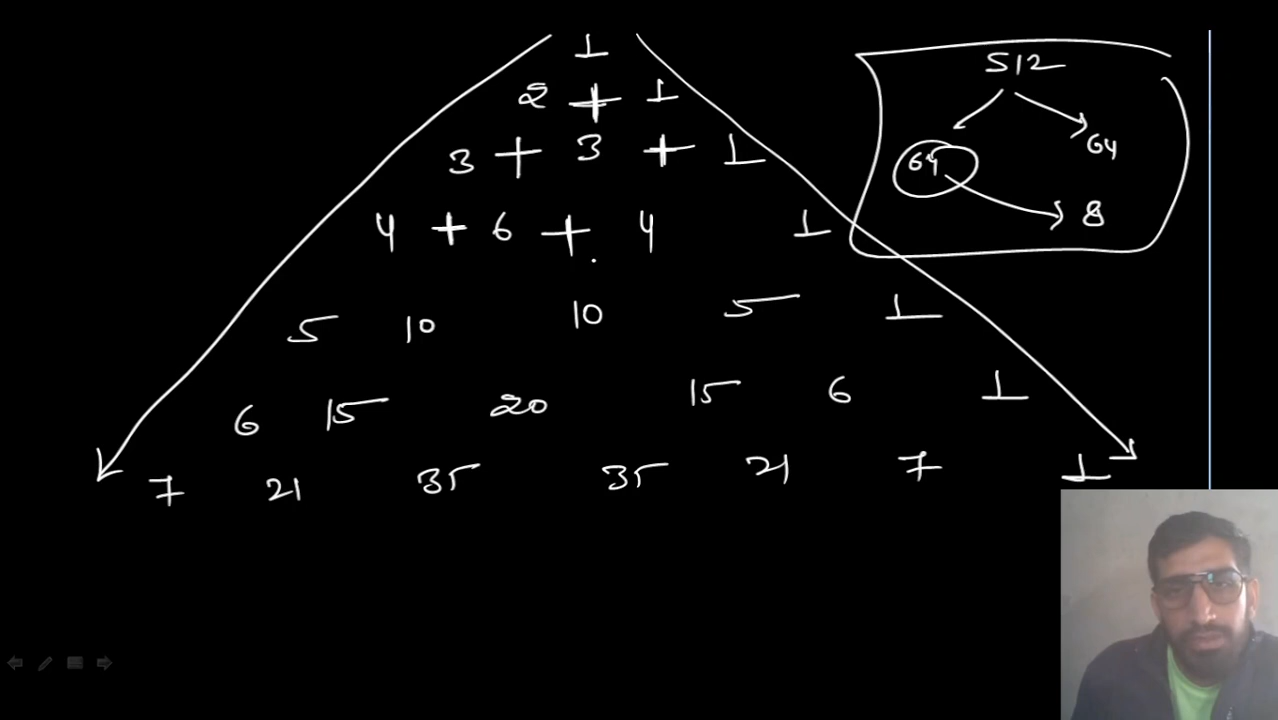 1
2 + 1
3 + 3 + 1
4 + 6 + 4 1
5 10 10 5 1
6 15 20 15 6 1
7 21 35 35 21 7 1
512
64 64
8